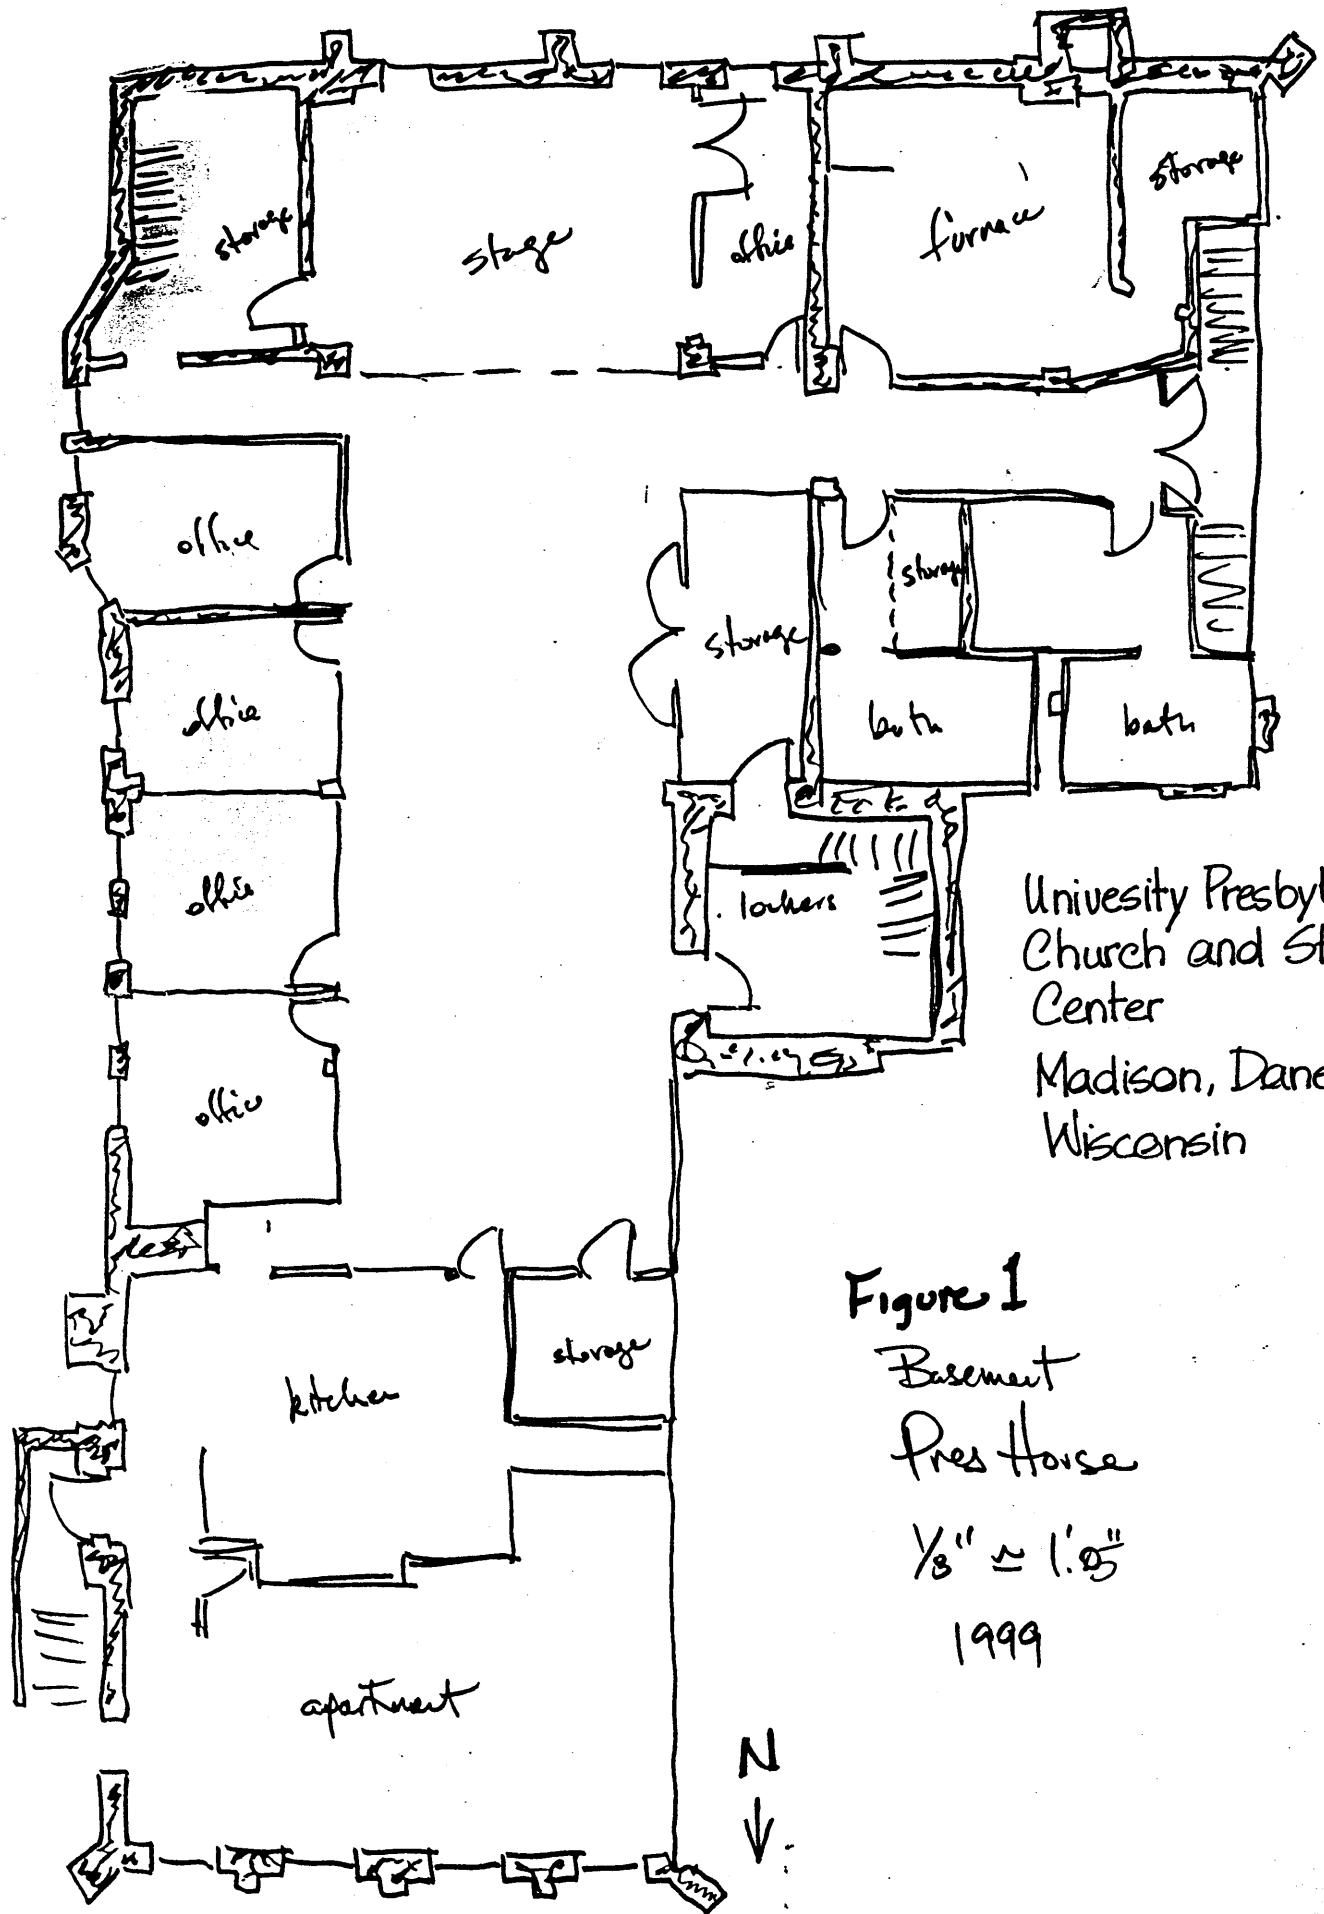 storage
stage
office
furnace
storage
office
storage
storage
office
bath
bath
office
lockers
Univesity Presbyt
Church and St
Center
Madison, Dane
Wisconsin
office
Figure 1
Basement
Pres House
1/8" ≃ 1'.05"
1999
storage
kitchen
apartment
N